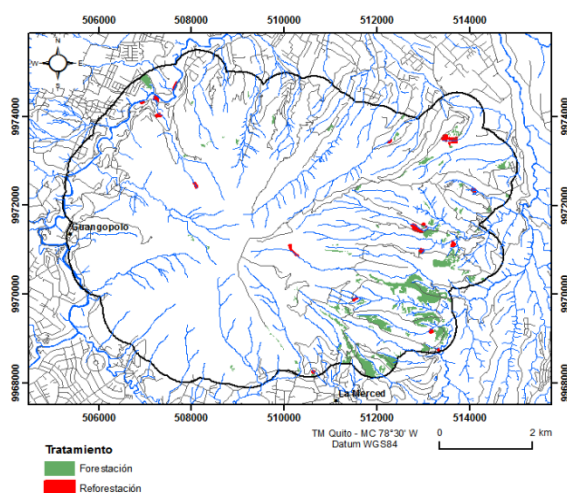 506000 508000 510000 512000 514000
N
W E
S
9974000 9974000
9972000 9972000
Guangopolo
9970000 9970000
9968000 9968000
La Merced
506000 508000 510000 512000 514000
TM Quito - MC 78°30' W
Datum WGS84
0 2 km
Tratamiento
Forestación
Reforestación